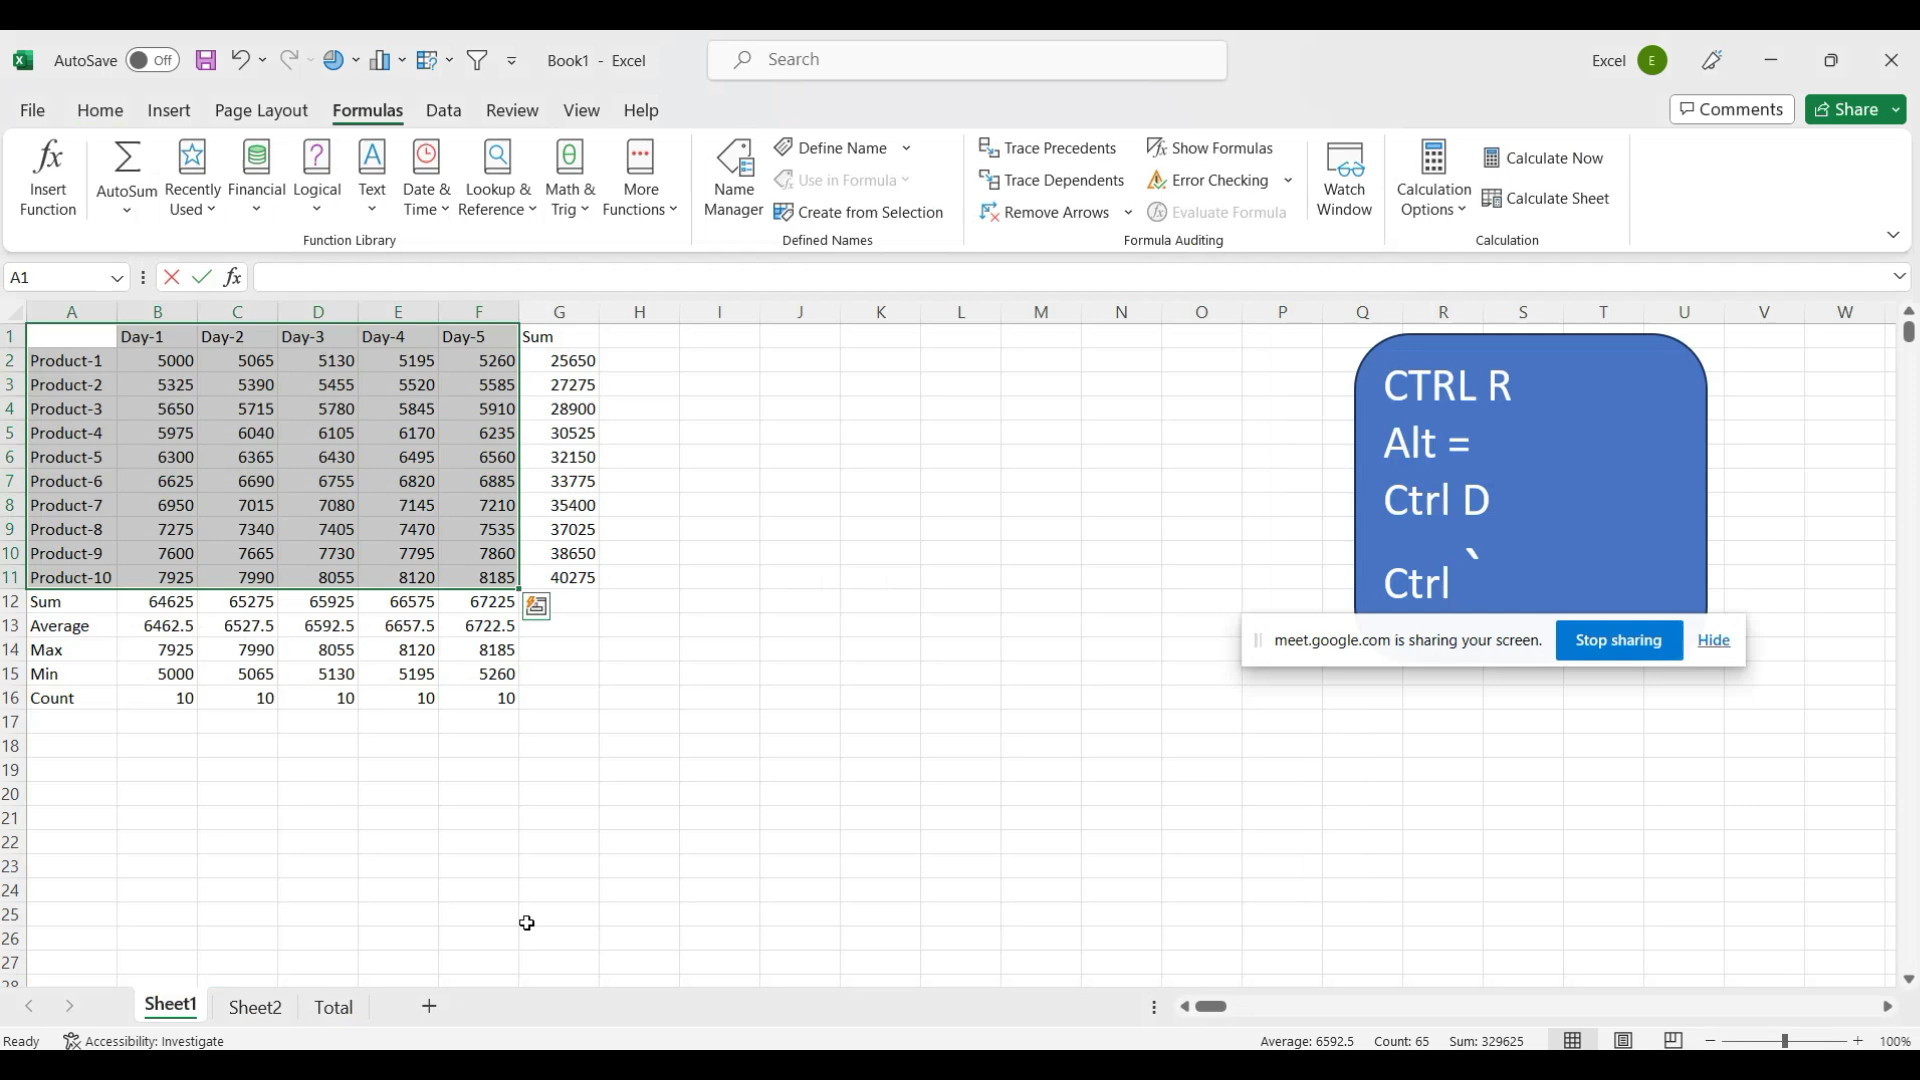 AutoSave Off Book1 - Excel Search Excel E
File Home Insert Page Layout Formulas Data Review View Help Comments Share
Insert Function
AutoSum
Recently Used
Financial
Logical
Text
Date & Time
Lookup & Reference
Math & Trig
More Functions
Function Library
Name Manager
Define Name
Use in Formula
Create from Selection
Defined Names
Trace Precedents
Trace Dependents
Remove Arrows
Show Formulas
Error Checking
Evaluate Formula
Formula Auditing
Watch Window
Calculation Options
Calculate Now
Calculate Sheet
Calculation
A1 fx
A B C D E F G H I J K L M N O P Q R S T U V W
1 Day-1 Day-2 Day-3 Day-4 Day-5 Sum
2 Product-1 5000 5065 5130 5195 5260 25650
3 Product-2 5325 5390 5455 5520 5585 27275
4 Product-3 5650 5715 5780 5845 5910 28900
5 Product-4 5975 6040 6105 6170 6235 30525
6 Product-5 6300 6365 6430 6495 6560 32150
7 Product-6 6625 6690 6755 6820 6885 33775
8 Product-7 6950 7015 7080 7145 7210 35400
9 Product-8 7275 7340 7405 7470 7535 37025
10 Product-9 7600 7665 7730 7795 7860 38650
11 Product-10 7925 7990 8055 8120 8185 40275
12 Sum 64625 65275 65925 66575 67225
13 Average 6462.5 6527.5 6592.5 6657.5 6722.5
14 Max 7925 7990 8055 8120 8185
15 Min 5000 5065 5130 5195 5260
16 Count 10 10 10 10 10
17
18
19
20
21
22
23
24
25
26
27
28
CTRL R
Alt =
Ctrl D
Ctrl `
meet.google.com is sharing your screen. Stop sharing Hide
Sheet1 Sheet2 Total
Ready Accessibility: Investigate Average: 6592.5 Count: 65 Sum: 329625 100%